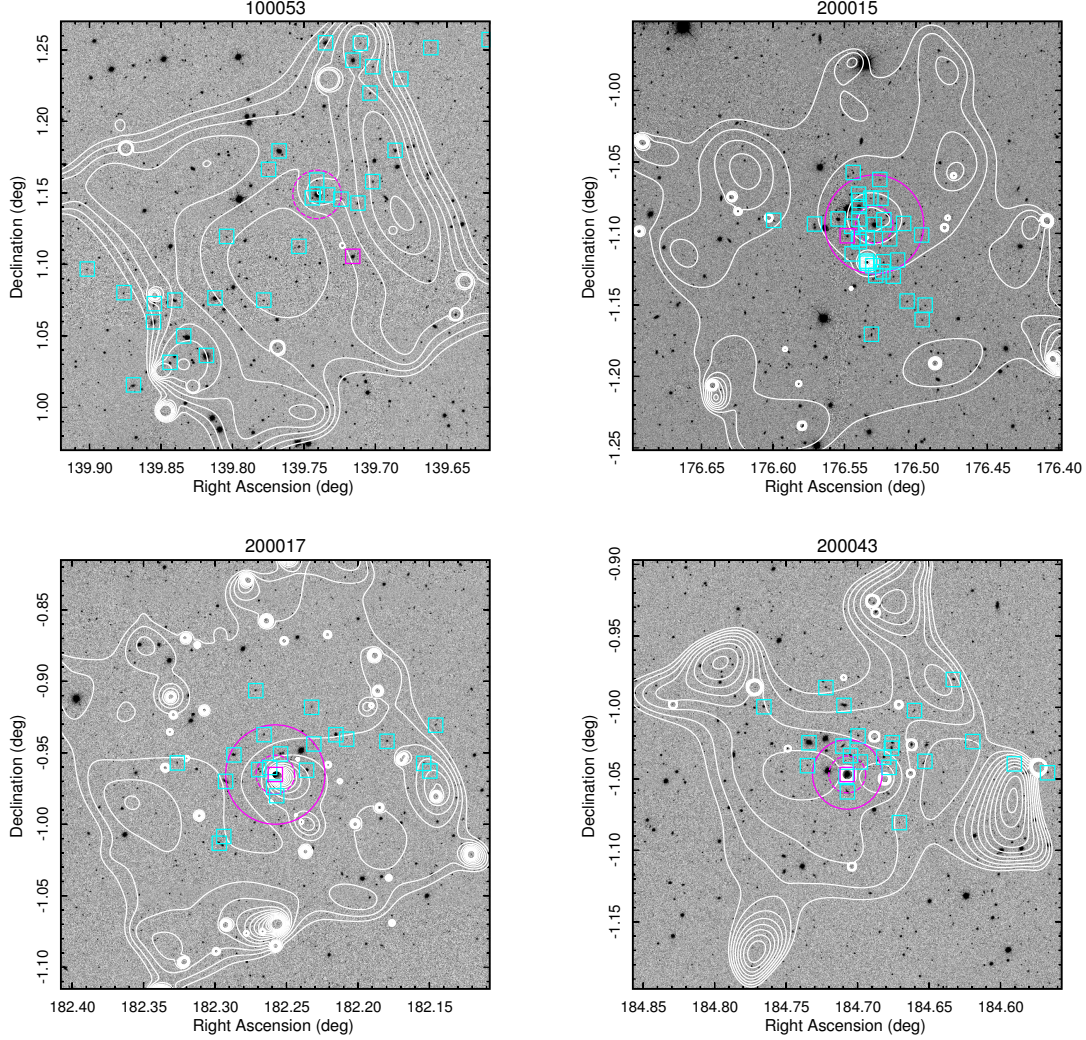 100053
1.25
1.20
1.15
1.10
1.05
1.00
Declination (deg)
139.90 139.85 139.80 139.75 139.70 139.65
Right Ascension (deg)
200015
-1.00
-1.05
-1.10
-1.15
-1.20
-1.25
Declination (deg)
176.65 176.60 176.55 176.50 176.45 176.40
Right Ascension (deg)
200017
-0.85
-0.90
-0.95
-1.00
-1.05
-1.10
Declination (deg)
182.40 182.35 182.30 182.25 182.20 182.15
Right Ascension (deg)
200043
-0.90
-0.95
-1.00
-1.05
-1.10
-1.15
Declination (deg)
184.85 184.80 184.75 184.70 184.65 184.60
Right Ascension (deg)